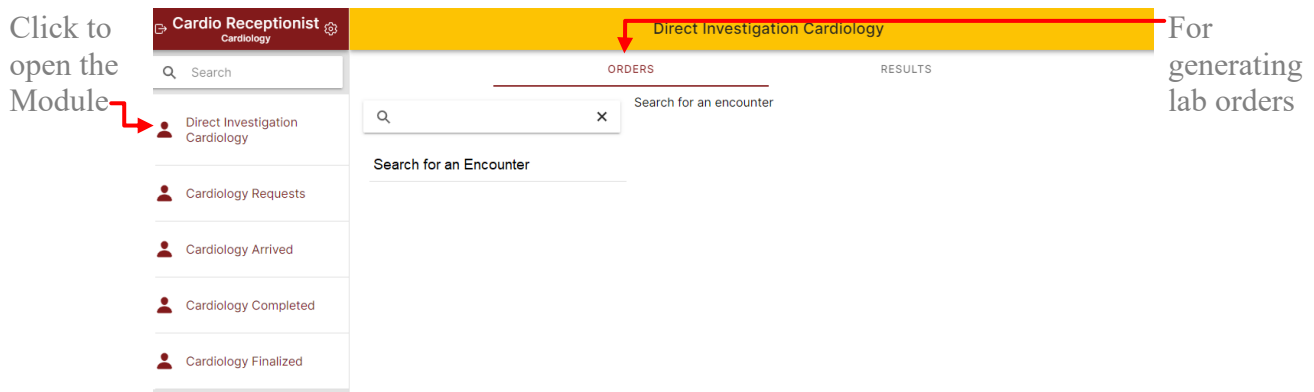 Click to
open the
Module
Cardio Receptionist
Cardiology
Search
Direct Investigation
Cardiology
Cardiology Requests
Cardiology Arrived
Cardiology Completed
Cardiology Finalized
Direct Investigation Cardiology
ORDERS
RESULTS
Search for an encounter
Search for an Encounter
For
generating
lab orders